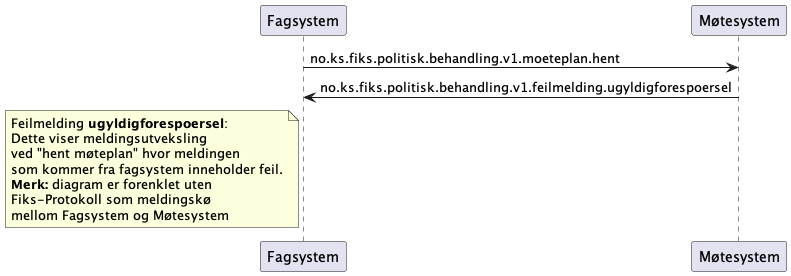 Fagsystem
Møtesystem
no.ks.fiks.politisk.behandling.v1.moeteplan.hent
no.ks.fiks.politisk.behandling.v1.feilmelding.ugyldigforespoersel
Feilmelding ugyldigforespoersel:
Dette viser meldingsutveksling
ved "hent møteplan" hvor meldingen
som kommer fra fagsystem inneholder feil.
Merk: diagram er forenklet uten
Fiks-Protokoll som meldingskø
mellom Fagsystem og Møtesystem
Fagsystem
Møtesystem